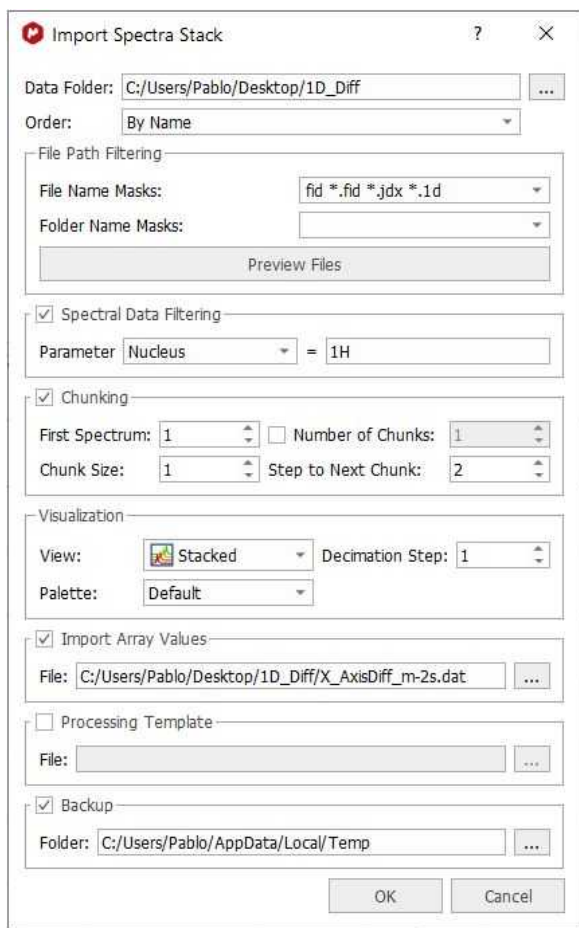 Import Spectra Stack ? ×
Data Folder: C:/Users/Pablo/Desktop/1D_Diff ...
Order: By Name
File Path Filtering
File Name Masks: fid *.fid *.jdx *.1d
Folder Name Masks:
Preview Files
Spectral Data Filtering
Parameter Nucleus = 1H
Chunking
First Spectrum: 1 Number of Chunks: 1
Chunk Size: 1 Step to Next Chunk: 2
Visualization
View: Stacked Decimation Step: 1
Palette: Default
Import Array Values
File: C:/Users/Pablo/Desktop/1D_Diff/X_AxisDiff_m-2s.dat ...
Processing Template
File: ...
Backup
Folder: C:/Users/Pablo/AppData/Local/Temp ...
OK Cancel